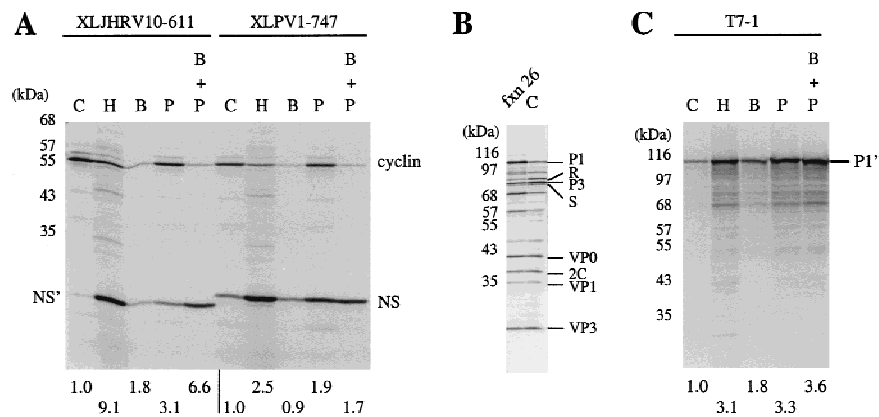 A
XLJHRV10-611 XLPV1-747
B B
+ +
(kDa) C H B P P C H B P P
68
57
55
43
35
cyclin
NS' NS
1.0 1.8 6.6 2.5 1.9
9.1 3.1 1.0 0.9 1.7
B
fxn 26
C
(kDa)
116
97
68
57
55
43
35
P1
R
P3
S
VP0
2C
VP1
VP3
C
T7-1
B
+
(kDa) C H B P P
116
97
68
57
55
43
35
P1'
1.0 1.8 3.6
3.1 3.3